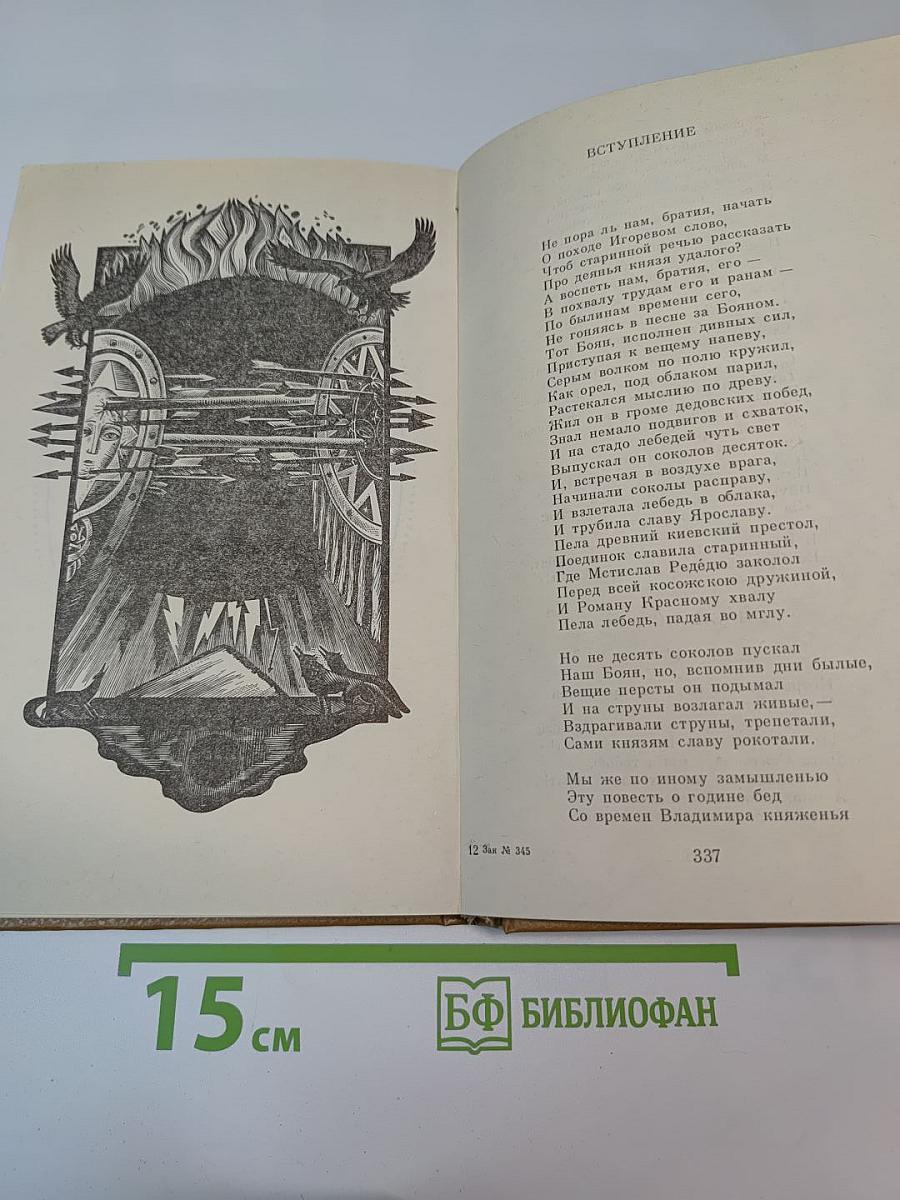 ВСТУПЛЕНИЕ
Не пора ль нам, братия, начать
О походе Игоревом слово,
Чтоб старинной речью рассказать
Про деянья князя удалого?
А воспеть нам, братия, его —
В похвалу трудам его и ранам —
По былинам времени сего,
Не гоняясь в песне за Бояном.
Тот Боян, исполнен дивных сил,
Приступая к вещему напеву,
Серым волком по полю кружил,
Как орел, под облаком парил,
Растекался мыслию по древу.
Жил он в громе дедовских побед,
Знал немало подвигов и схваток,
И на стадо лебедей чуть свет
Выпускал он соколов десяток.
И, встречая в воздухе врага,
Начинали соколы расправу,
И взлетала лебедь в облака,
И трубила славу Ярославу.
Пела древний киевский престол,
Поединок славила старинный,
Где Мстислав Реде́дю заколол
Перед всей косожскою дружиной,
И Роману Красному хвалу
Пела лебедь, падая во мглу.
Но не десять соколов пускал
Наш Боян, но, вспомнив дни былые,
Вещие персты он подымал
И на струны возлагал живые,—
Вздрагивали струны, трепетали,
Сами князям славу рокотали.
Мы же по иному замышленью
Эту повесть о године бед
Со времен Владимира княженья
12 Зак № 345
337
15 см
БФ БИБЛИОФАН